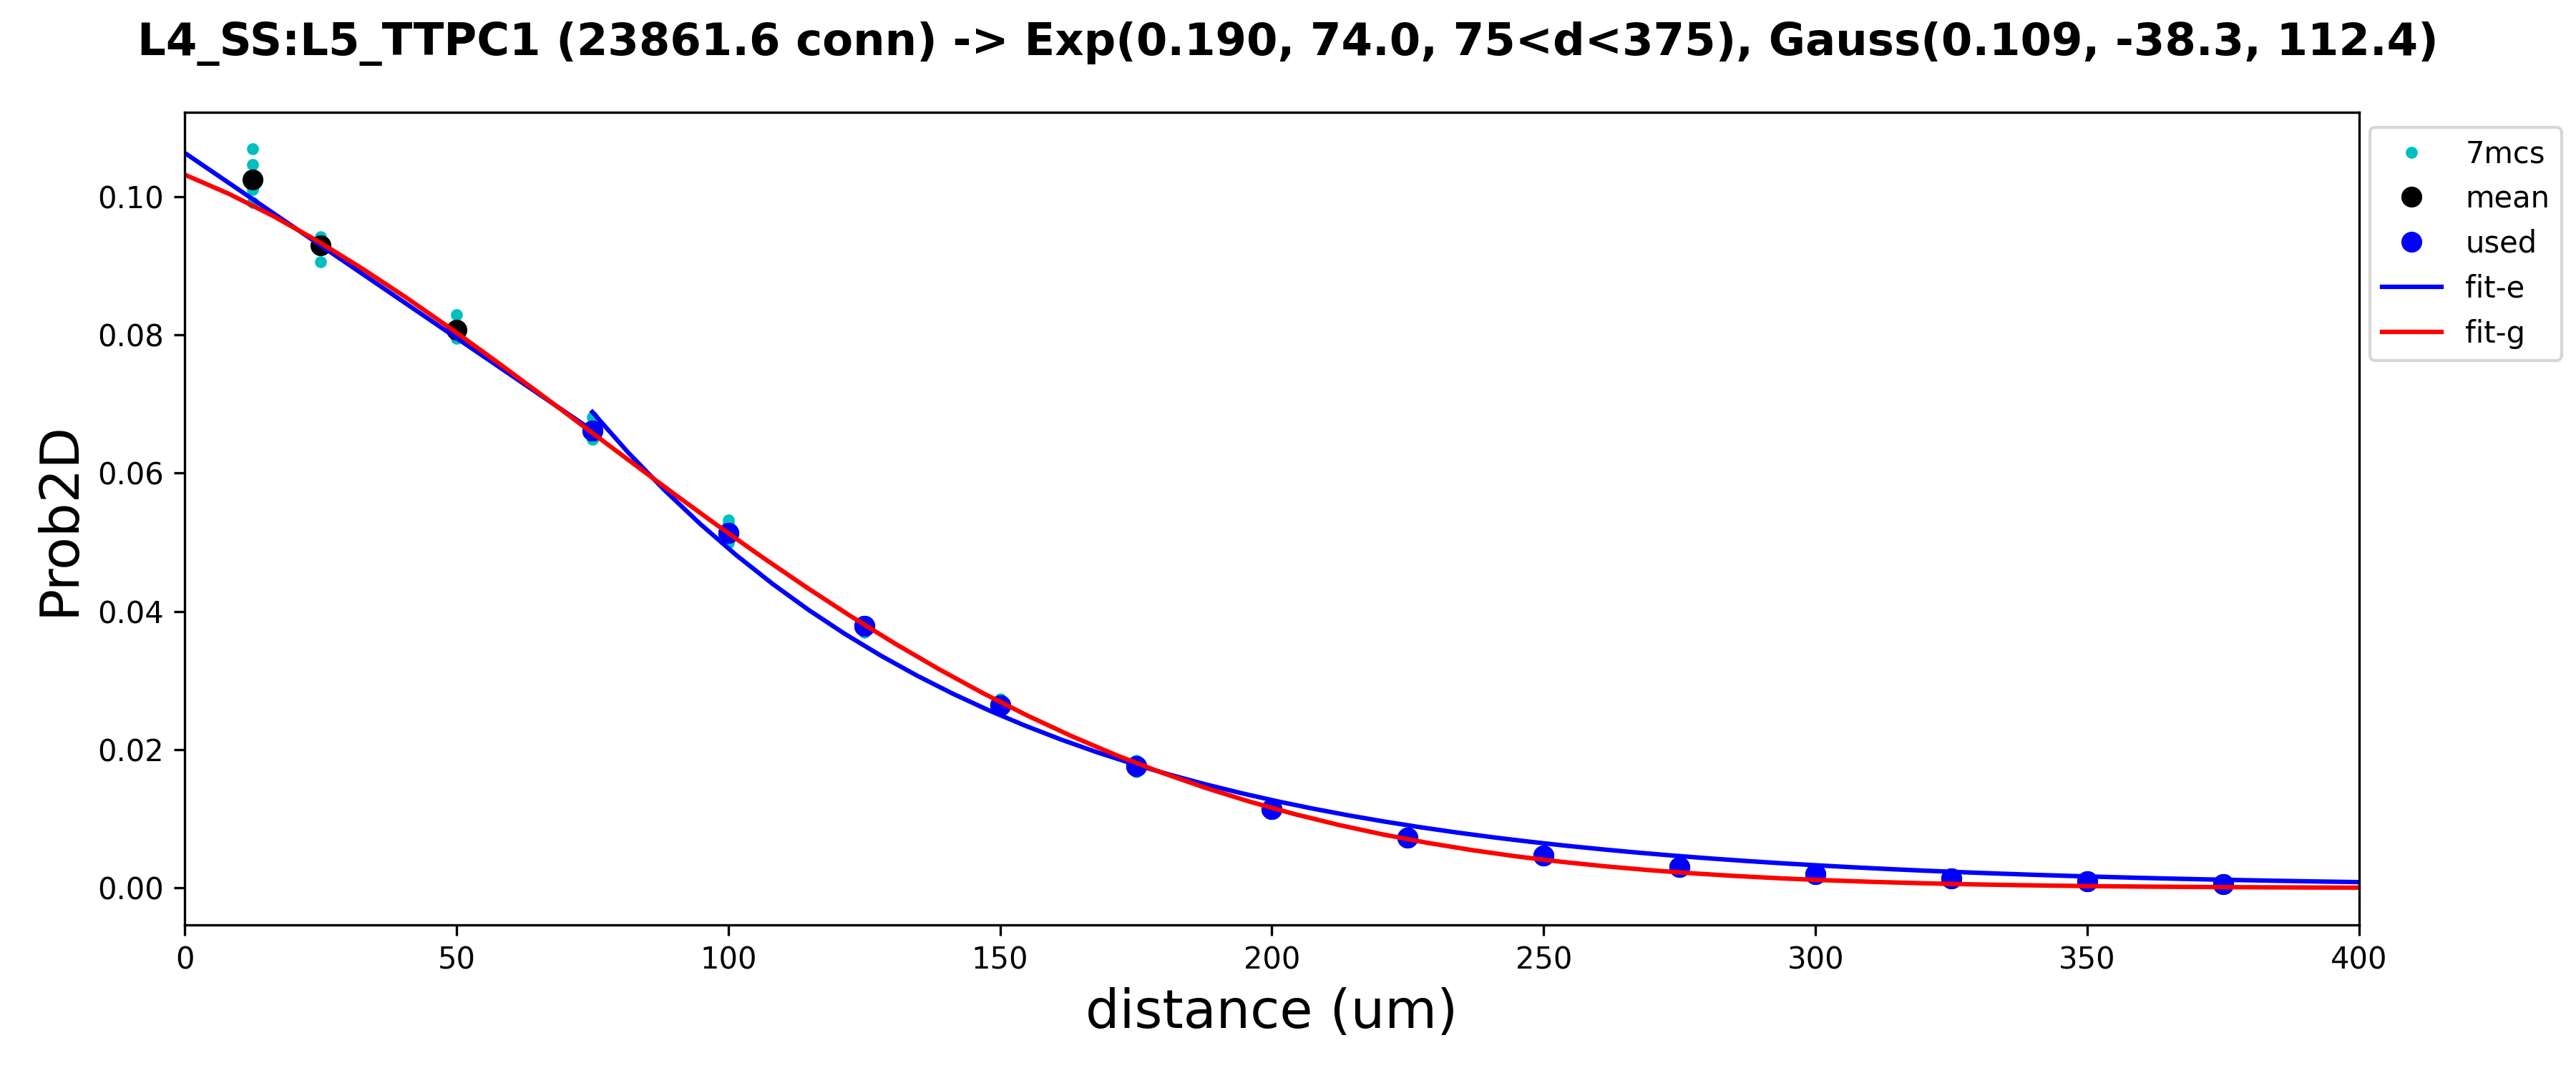 L4_SS:L5_TTPC1 (23861.6 conn) -> Exp(0.190, 74.0, 75<d<375), Gauss(0.109, -38.3, 112.4)
7mcs
mean
used
fit-e
fit-g
Prob2D
0.10
0.08
0.06
0.04
0.02
0.00
0 50 100 150 200 250 300 350 400
distance (um)